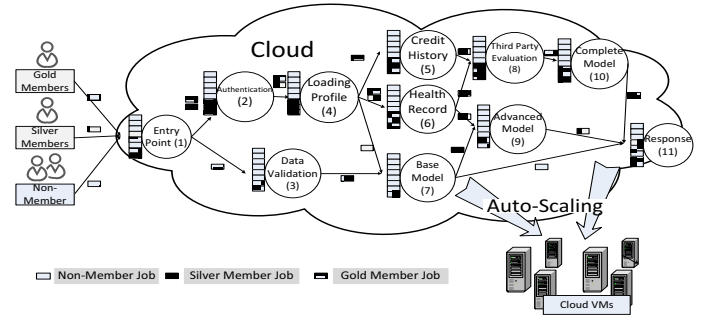 Cloud
Gold
Members
Silver
Members
Non-
Member
Entry
Point (1)
Authentication
(2)
Data
Validation
(3)
Loading
Profile
(4)
Credit
History
(5)
Health
Record
(6)
Base
Model
(7)
Third Party
Evaluation
(8)
Advanced
Model
(9)
Complete
Model
(10)
Response
(11)
Auto-Scaling
Cloud VMs
Non-Member Job
Silver Member Job
Gold Member Job